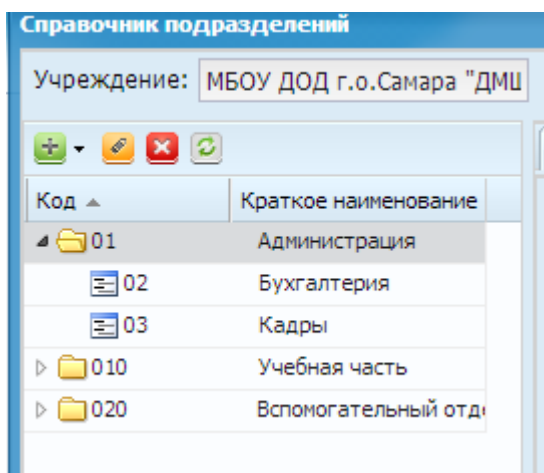 Справочник подразделений
Учреждение: МБОУ ДОД г.о.Самара "ДМШ
Код Краткое наименование
01 Администрация
02 Бухгалтерия
03 Кадры
010 Учебная часть
020 Вспомогательный отде